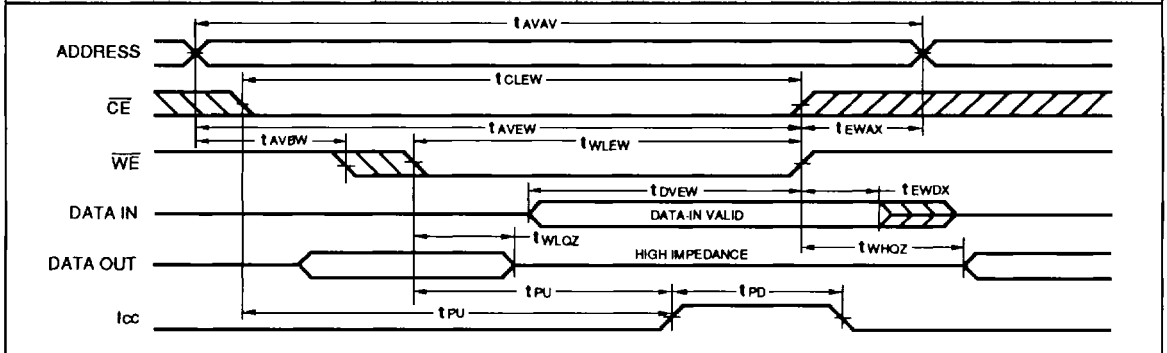 tAVAV
ADDRESS
tCLEW
CE
tAVEW
tEWAX
tAVBW
tWLEW
WE
tDVEW
tEWDX
DATA IN
DATA-IN VALID
tWLQZ
tWHQZ
DATA OUT
HIGH IMPEDANCE
tPU
tPD
tPU
Icc